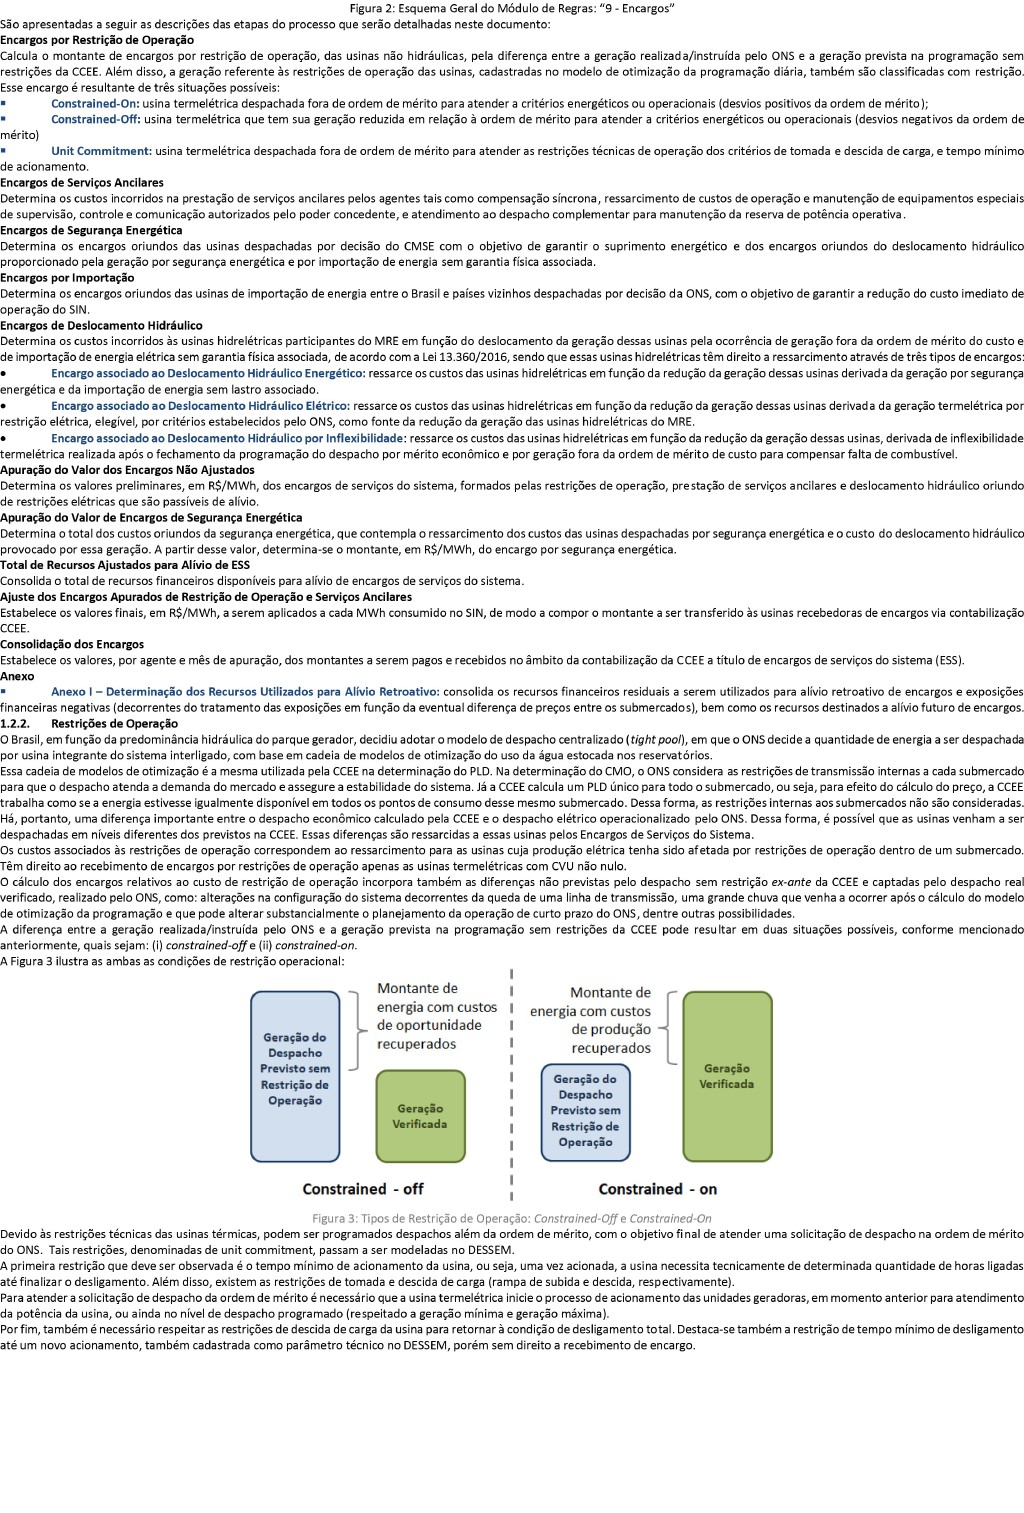 Figura 2: Esquema Geral do Módulo de Regras: “9 - Encargos”
São apresentadas a seguir as descrições das etapas do processo que serão detalhadas neste documento:
Encargos por Restrição de Operação
Calcula o montante de encargos por restrição de operação, das usinas não hidráulicas, pela diferença entre a geração realizada/instruída pelo ONS e a geração prevista na programação sem
restrições da CCEE. Além disso, a geração referente às restrições de operação das usinas, cadastradas no modelo de otimização da programação diária, também são classificadas com restrição.
Esse encargo é resultante de três situações possíveis:
▪ Constrained-On: usina termelétrica despachada fora de ordem de mérito para atender a critérios energéticos ou operacionais (desvios positivos da ordem de mérito);
▪ Constrained-Off: usina termelétrica que tem sua geração reduzida em relação à ordem de mérito para atender a critérios energéticos ou operacionais (desvios negativos da ordem de
mérito)
▪ Unit Commitment: usina termelétrica despachada fora de ordem de mérito para atender as restrições técnicas de operação dos critérios de tomada e descida de carga, e tempo mínimo
de acionamento.
Encargos de Serviços Ancilares
Determina os custos incorridos na prestação de serviços ancilares pelos agentes tais como compensação síncrona, ressarcimento de custos de operação e manutenção de equipamentos especiais
de supervisão, controle e comunicação autorizados pelo poder concedente, e atendimento ao despacho complementar para manutenção da reserva de potência operativa.
Encargos de Segurança Energética
Determina os encargos oriundos das usinas despachadas por decisão do CMSE com o objetivo de garantir o suprimento energético e dos encargos oriundos do deslocamento hidráulico
proporcionado pela geração por segurança energética e por importação de energia sem garantia física associada.
Encargos por Importação
Determina os encargos oriundos das usinas de importação de energia entre o Brasil e países vizinhos despachadas por decisão da ONS, com o objetivo de garantir a redução do custo imediato de
operação do SIN.
Encargos de Deslocamento Hidráulico
Determina os custos incorridos às usinas hidrelétricas participantes do MRE em função do deslocamento da geração dessas usinas pela ocorrência de geração fora da ordem de mérito do custo e
de importação de energia elétrica sem garantia física associada, de acordo com a Lei 13.360/2016, sendo que essas usinas hidrelétricas têm direito a ressarcimento através de três tipos de encargos:
• Encargo associado ao Deslocamento Hidráulico Energético: ressarce os custos das usinas hidrelétricas em função da redução da geração dessas usinas derivada da geração por segurança
energética e da importação de energia sem lastro associado.
• Encargo associado ao Deslocamento Hidráulico Elétrico: ressarce os custos das usinas hidrelétricas em função da redução da geração dessas usinas derivada da geração termelétrica por
restrição elétrica, elegível, por critérios estabelecidos pelo ONS, como fonte da redução da geração das usinas hidrelétricas do MRE.
• Encargo associado ao Deslocamento Hidráulico por Inflexibilidade: ressarce os custos das usinas hidrelétricas em função da redução da geração dessas usinas, derivada de inflexibilidade
termelétrica realizada após o fechamento da programação do despacho por mérito econômico e por geração fora da ordem de mérito de custo para compensar falta de combustível.
Apuração do Valor dos Encargos Não Ajustados
Determina os valores preliminares, em R$/MWh, dos encargos de serviços do sistema, formados pelas restrições de operação, prestação de serviços ancilares e deslocamento hidráulico oriundo
de restrições elétricas que são passíveis de alívio.
Apuração do Valor de Encargos de Segurança Energética
Determina o total dos custos oriundos da segurança energética, que contempla o ressarcimento dos custos das usinas despachadas por segurança energética e o custo do deslocamento hidráulico
provocado por essa geração. A partir desse valor, determina-se o montante, em R$/MWh, do encargo por segurança energética.
Total de Recursos Ajustados para Alívio de ESS
Consolida o total de recursos financeiros disponíveis para alívio de encargos de serviços do sistema.
Ajuste dos Encargos Apurados de Restrição de Operação e Serviços Ancilares
Estabelece os valores finais, em R$/MWh, a serem aplicados a cada MWh consumido no SIN, de modo a compor o montante a ser transferido às usinas recebedoras de encargos via contabilização
CCEE.
Consolidação dos Encargos
Estabelece os valores, por agente e mês de apuração, dos montantes a serem pagos e recebidos no âmbito da contabilização da CCEE a título de encargos de serviços do sistema (ESS).
Anexo
▪ Anexo I – Determinação dos Recursos Utilizados para Alívio Retroativo: consolida os recursos financeiros residuais a serem utilizados para alívio retroativo de encargos e exposições
financeiras negativas (decorrentes do tratamento das exposições em função da eventual diferença de preços entre os submercados), bem como os recursos destinados a alívio futuro de encargos.
1.2.2. Restrições de Operação
O Brasil, em função da predominância hidráulica do parque gerador, decidiu adotar o modelo de despacho centralizado (tight pool), em que o ONS decide a quantidade de energia a ser despachada
por usina integrante do sistema interligado, com base em cadeia de modelos de otimização do uso da água estocada nos reservatórios.
Essa cadeia de modelos de otimização é a mesma utilizada pela CCEE na determinação do PLD. Na determinação do CMO, o ONS considera as restrições de transmissão internas a cada submercado
para que o despacho atenda a demanda do mercado e assegure a estabilidade do sistema. Já a CCEE calcula um PLD único para todo o submercado, ou seja, para efeito do cálculo do preço, a CCEE
trabalha como se a energia estivesse igualmente disponível em todos os pontos de consumo desse mesmo submercado. Dessa forma, as restrições internas aos submercados não são consideradas.
Há, portanto, uma diferença importante entre o despacho econômico calculado pela CCEE e o despacho elétrico operacionalizado pelo ONS. Dessa forma, é possível que as usinas venham a ser
despachadas em níveis diferentes dos previstos na CCEE. Essas diferenças são ressarcidas a essas usinas pelos Encargos de Serviços do Sistema.
Os custos associados às restrições de operação correspondem ao ressarcimento para as usinas cuja produção elétrica tenha sido afetada por restrições de operação dentro de um submercado.
Têm direito ao recebimento de encargos por restrições de operação apenas as usinas termelétricas com CVU não nulo.
O cálculo dos encargos relativos ao custo de restrição de operação incorpora também as diferenças não previstas pelo despacho sem restrição ex-ante da CCEE e captadas pelo despacho real
verificado, realizado pelo ONS, como: alterações na configuração do sistema decorrentes da queda de uma linha de transmissão, uma grande chuva que venha a ocorrer após o cálculo do modelo
de otimização da programação e que pode alterar substancialmente o planejamento da operação de curto prazo do ONS, dentre outras possibilidades.
A diferença entre a geração realizada/instruída pelo ONS e a geração prevista na programação sem restrições da CCEE pode resultar em duas situações possíveis, conforme mencionado
anteriormente, quais sejam: (i) constrained-off e (ii) constrained-on.
A Figura 3 ilustra as ambas as condições de restrição operacional:
Geração do
Despacho
Previsto sem
Restrição de
Operação
Montante de
energia com custos
de oportunidade
recuperados
Geração
Verificada
Constrained - off
Montante de
energia com custos
de produção
recuperados
Geração do
Despacho
Previsto sem
Restrição de
Operação
Geração
Verificada
Constrained - on
Figura 3: Tipos de Restrição de Operação: Constrained-Off e Constrained-On
Devido às restrições técnicas das usinas térmicas, podem ser programados despachos além da ordem de mérito, com o objetivo final de atender uma solicitação de despacho na ordem de mérito
do ONS. Tais restrições, denominadas de unit commitment, passam a ser modeladas no DESSEM.
A primeira restrição que deve ser observada é o tempo mínimo de acionamento da usina, ou seja, uma vez acionada, a usina necessita tecnicamente de determinada quantidade de horas ligadas
até finalizar o desligamento. Além disso, existem as restrições de tomada e descida de carga (rampa de subida e descida, respectivamente).
Para atender a solicitação de despacho da ordem de mérito é necessário que a usina termelétrica inicie o processo de acionamento das unidades geradoras, em momento anterior para atendimento
da potência da usina, ou ainda no nível de despacho programado (respeitado a geração mínima e geração máxima).
Por fim, também é necessário respeitar as restrições de descida de carga da usina para retornar à condição de desligamento total. Destaca-se também a restrição de tempo mínimo de desligamento
até um novo acionamento, também cadastrada como parâmetro técnico no DESSEM, porém sem direito a recebimento de encargo.